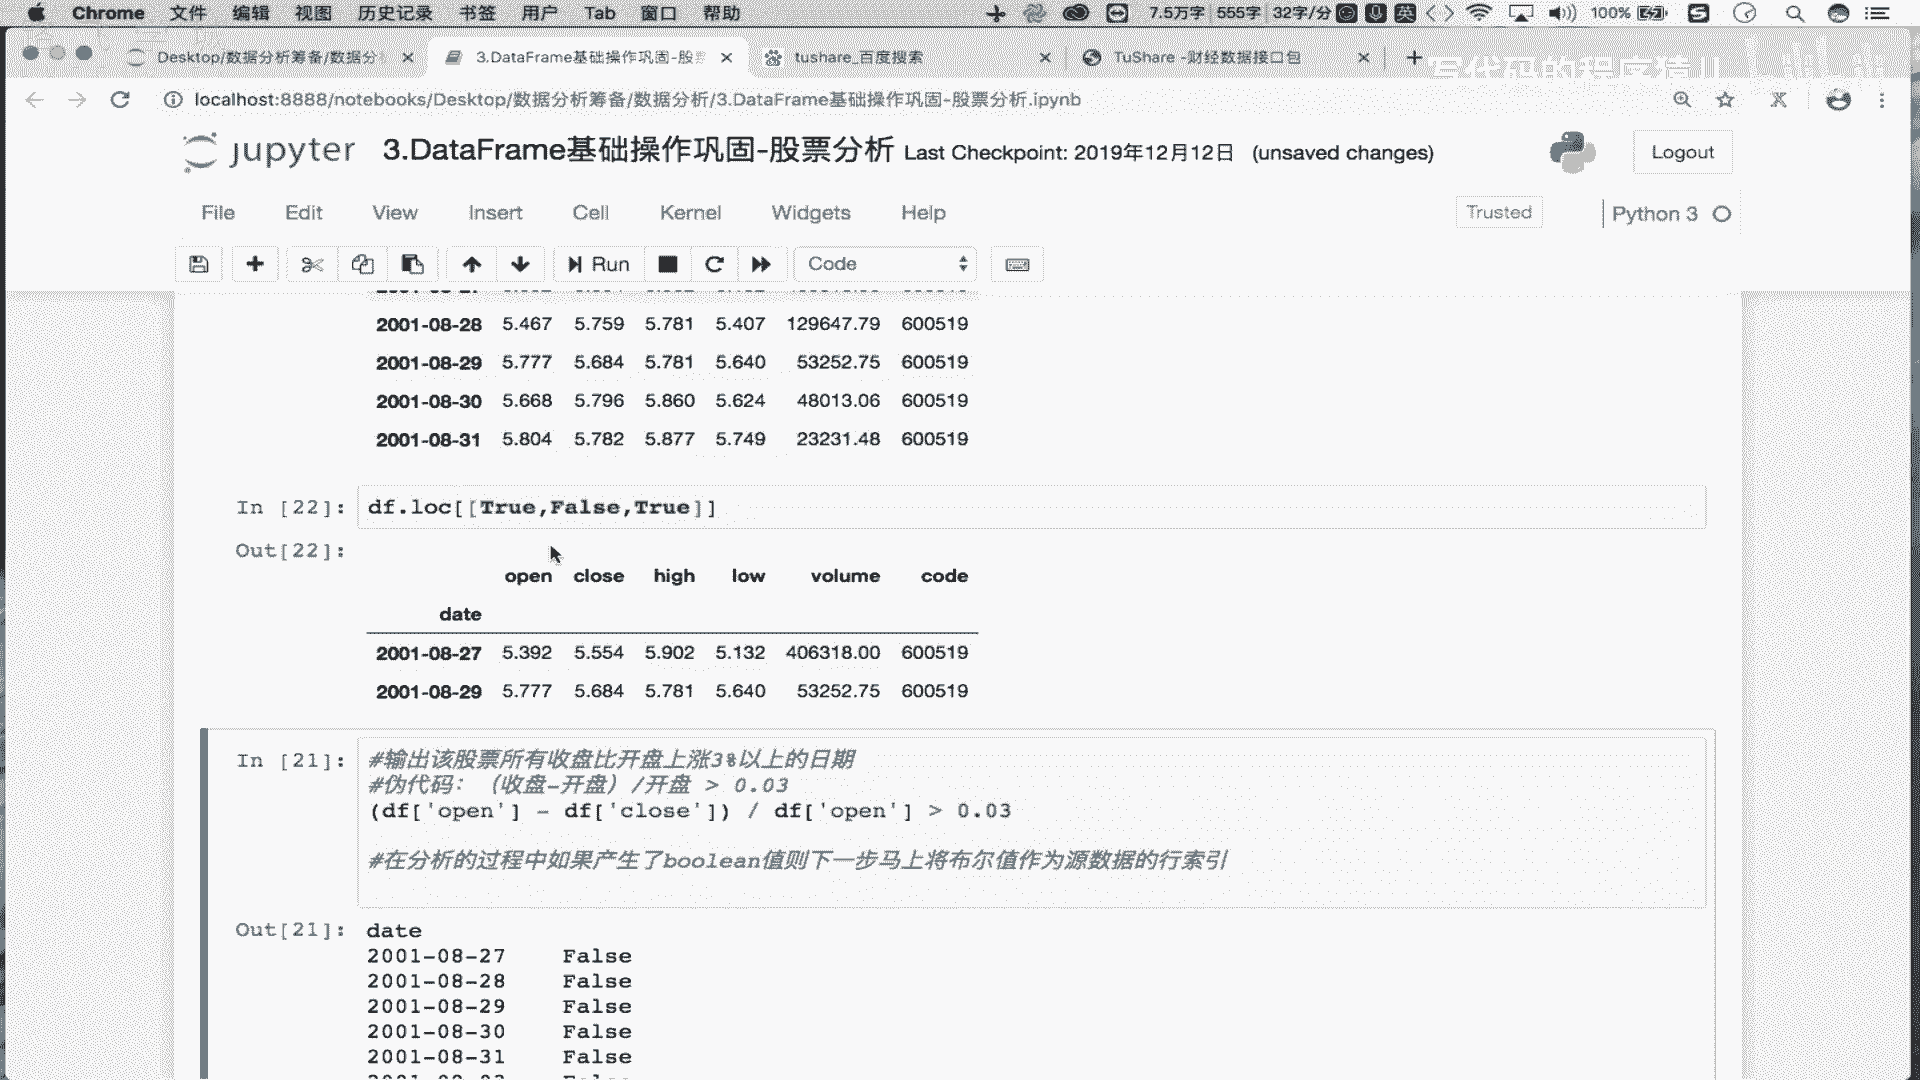 Chrome 文件 编辑 视图 历史记录 书签 用户 Tab 窗口 帮助 7.5万字 555字 32字/分 英 100%
Desktop/数据分析筹备/数据分 3.DataFrame基础操作巩固-股票 tushare_百度搜索 TuShare -财经数据接口包
写代码的程序猿儿 bilibili
localhost:8888/notebooks/Desktop/数据分析筹备/数据分析/3.DataFrame基础操作巩固-股票分析.ipynb
jupyter 3.DataFrame基础操作巩固-股票分析 Last Checkpoint: 2019年12月12日 (unsaved changes) Logout
File Edit View Insert Cell Kernel Widgets Help Trusted Python 3
Run Code
2001-08-28 5.467 5.759 5.781 5.407 129647.79 600519
2001-08-29 5.777 5.684 5.781 5.640 53252.75 600519
2001-08-30 5.668 5.796 5.860 5.624 48013.06 600519
2001-08-31 5.804 5.782 5.877 5.749 23231.48 600519
In [22]: df.loc[[True,False,True]]
Out[22]:
open close high low volume code
date
2001-08-27 5.392 5.554 5.902 5.132 406318.00 600519
2001-08-29 5.777 5.684 5.781 5.640 53252.75 600519
In [21]: #输出该股票所有收盘比开盘上涨3%以上的日期
#伪代码：（收盘-开盘）/开盘 > 0.03
(df['open'] - df['close']) / df['open'] > 0.03
#在分析的过程中如果产生了boolean值则下一步马上将布尔值作为源数据的行索引
Out[21]: date
2001-08-27 False
2001-08-28 False
2001-08-29 False
2001-08-30 False
2001-08-31 False